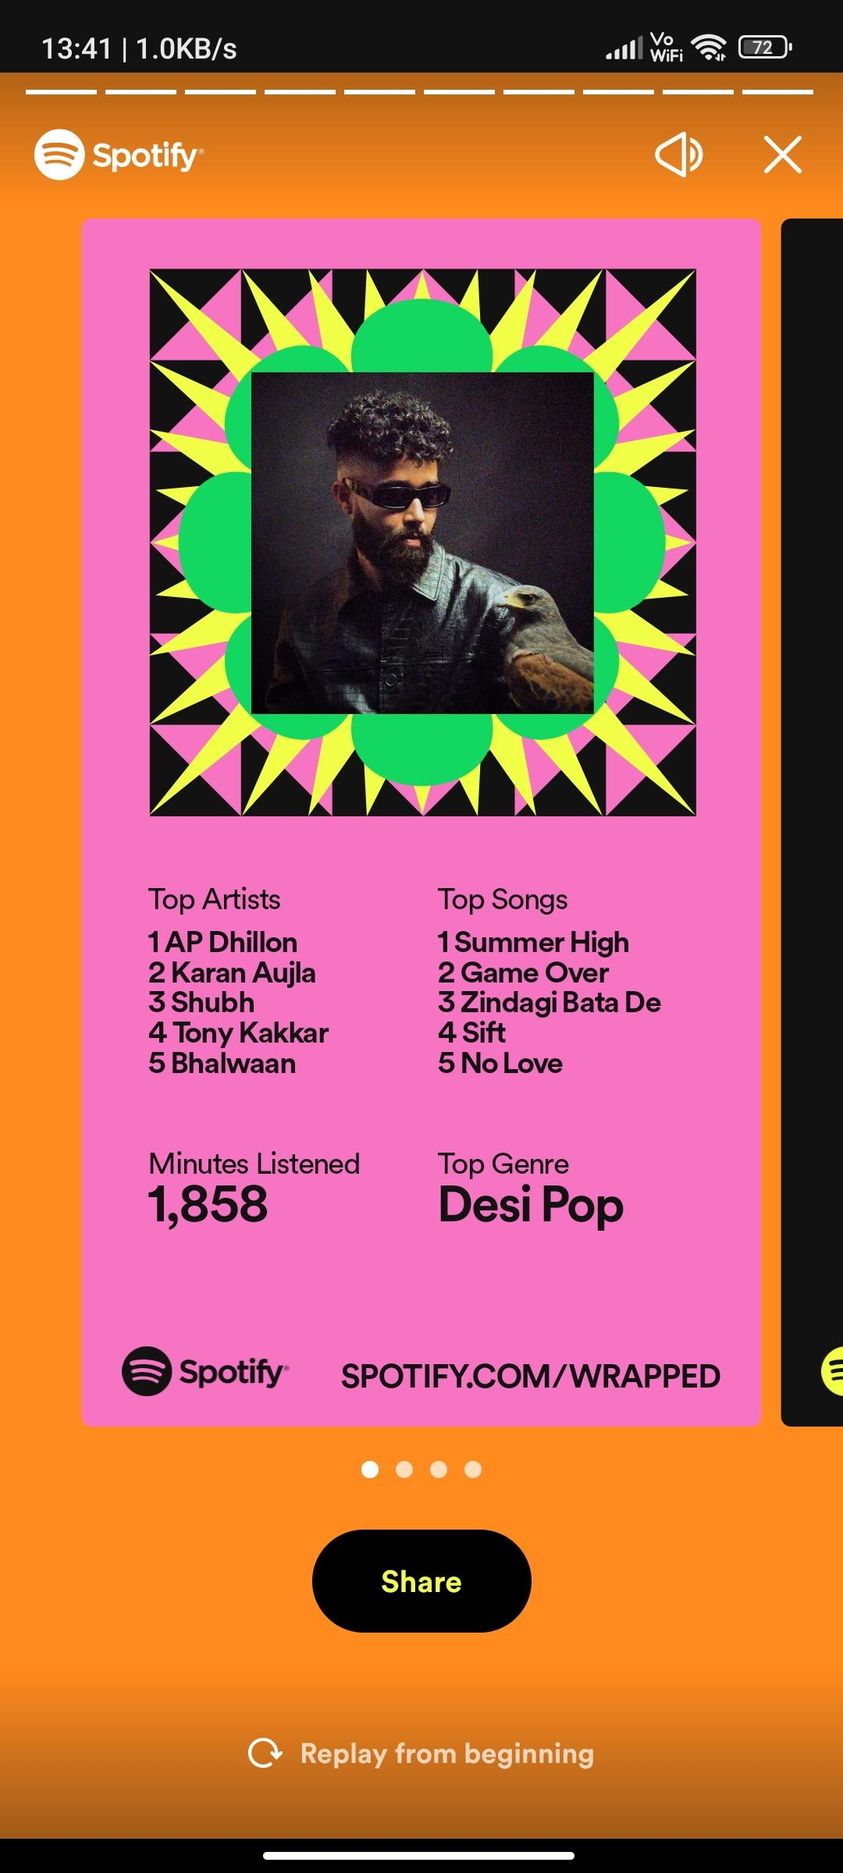 13:41 | 1.0KB/s
Vo
WiFi
72
Spotify
Top Artists
1 AP Dhillon
2 Karan Aujla
3 Shubh
4 Tony Kakkar
5 Bhalwaan
Top Songs
1 Summer High
2 Game Over
3 Zindagi Bata De
4 Sift
5 No Love
Minutes Listened
1,858
Top Genre
Desi Pop
Spotify
SPOTIFY.COM/WRAPPED
Share
Replay from beginning